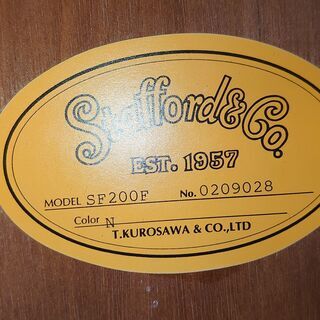 Stafford & Co.
EST. 1957
MODEL SF200F No. 0209028
Color N
T.KUROSAWA & CO.,LTD